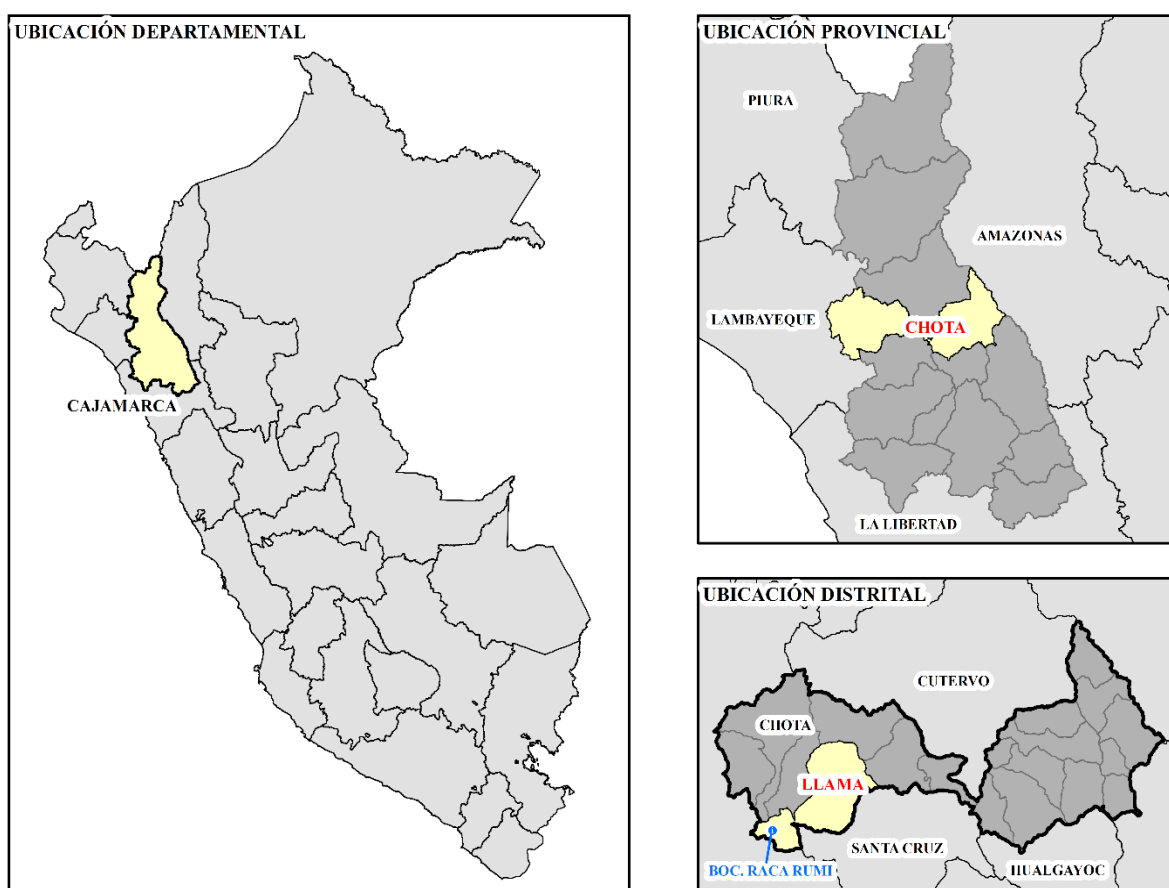 UBICACIÓN DEPARTAMENTAL
CAJAMARCA
UBICACIÓN PROVINCIAL
PIURA
AMAZONAS
LAMBAYEQUE
CHOTA
LA LIBERTAD
UBICACIÓN DISTRITAL
CUTERVO
CHOTA
LLAMA
SANTA CRUZ
BOC. RACA RUMI
HUALGAYOC